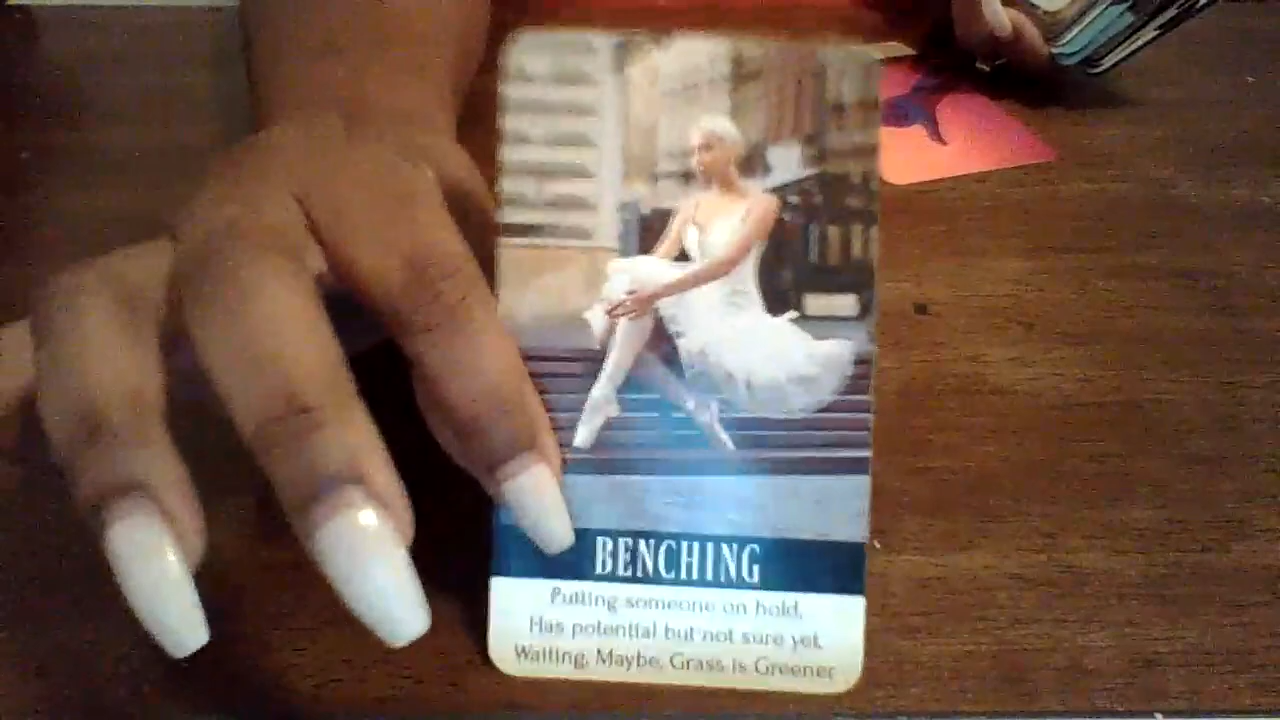 BENCHING
Putting someone on hold,
Has potential but not sure yet,
Waiting, Maybe, Grass is Greener